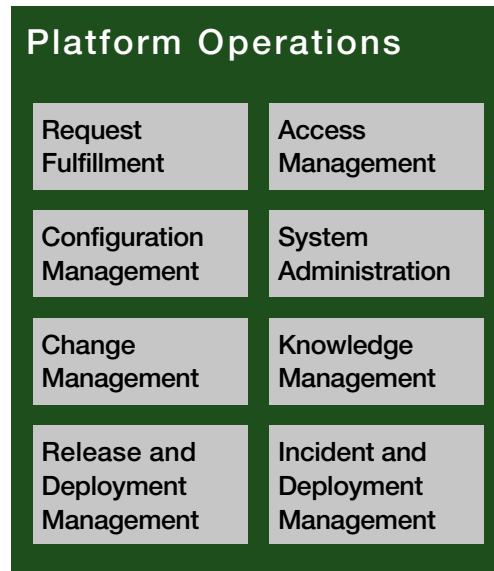 Platform Operations
Request
Fulfillment
Access
Management
Configuration
Management
System
Administration
Change
Management
Knowledge
Management
Release and
Deployment
Management
Incident and
Deployment
Management